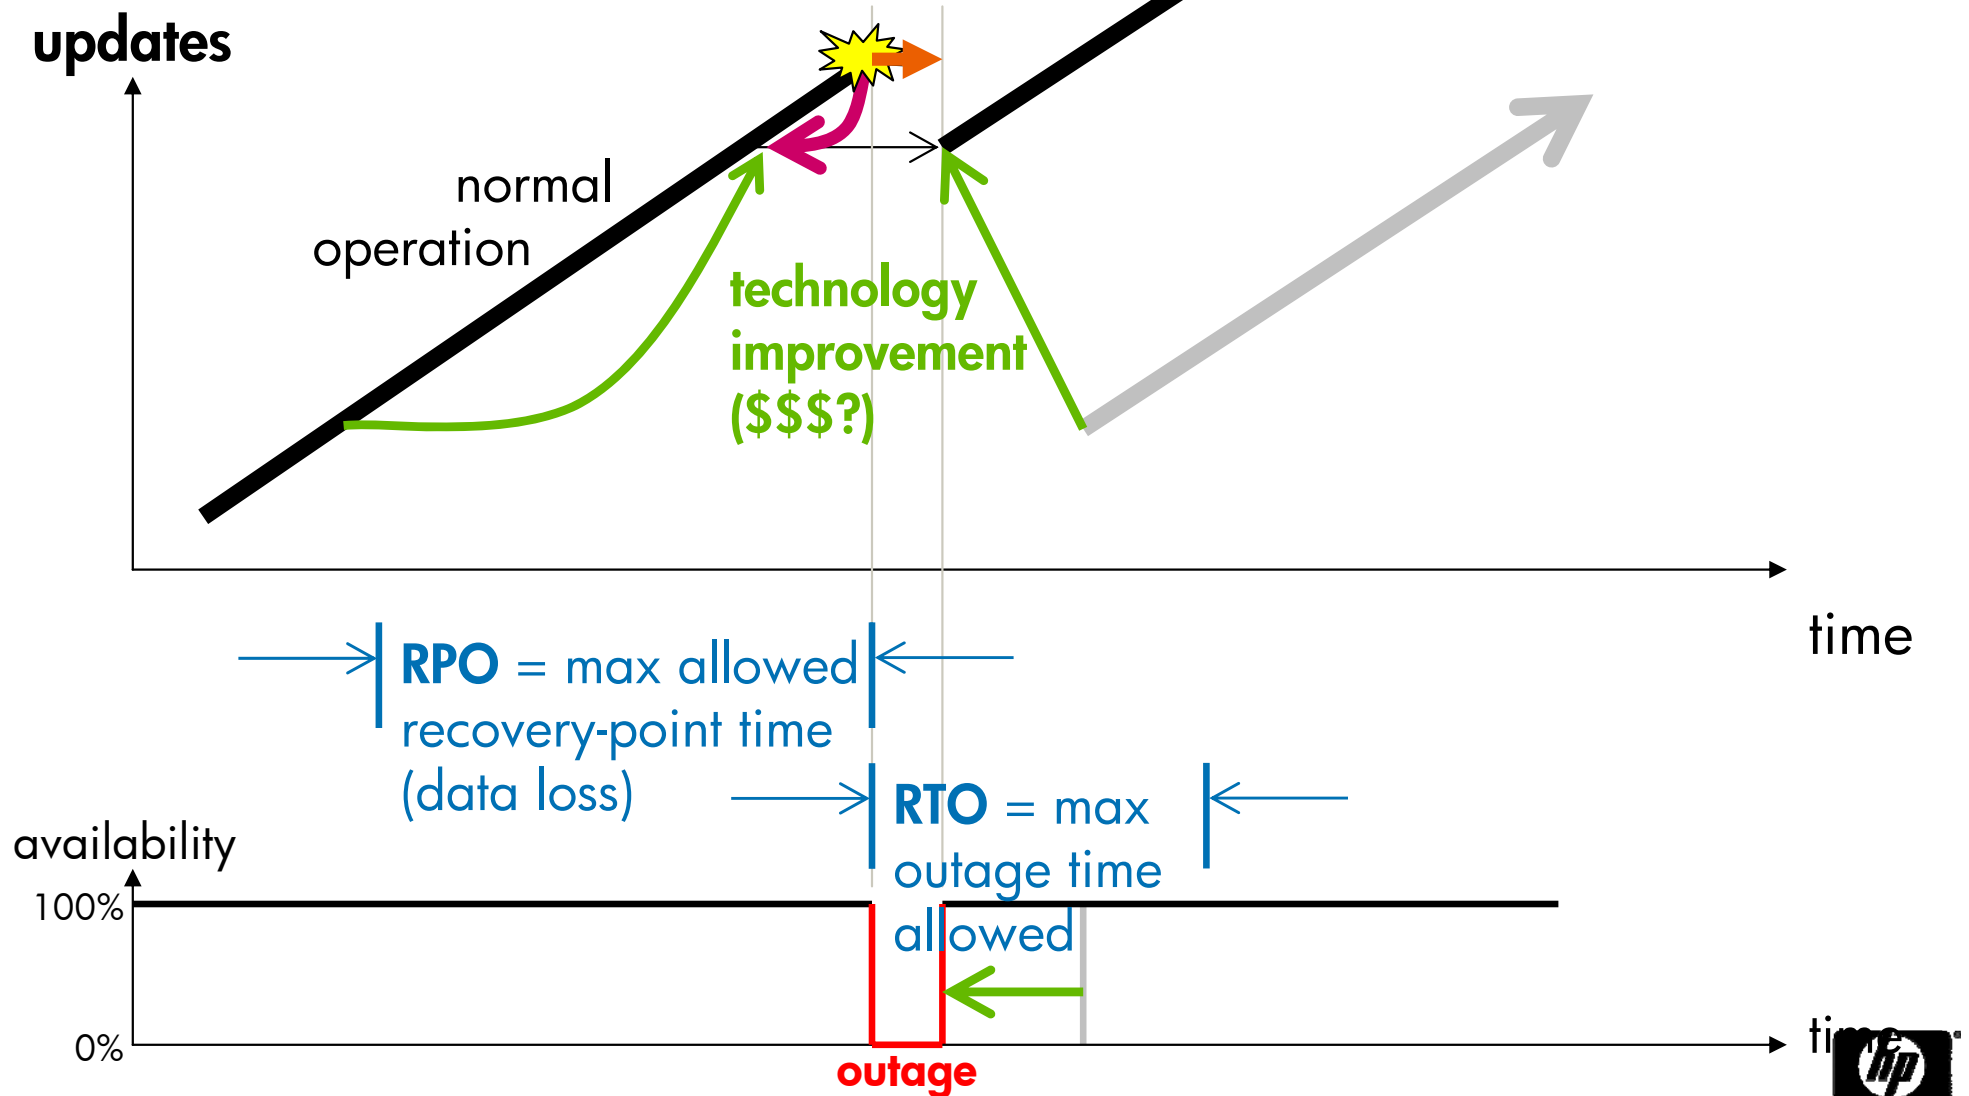 updates
normal
operation
technology
improvement
($$$?)
time
RPO = max allowed
recovery-point time
(data loss)
RTO = max
outage time
allowed
availability
100%
0%
outage
time
hp